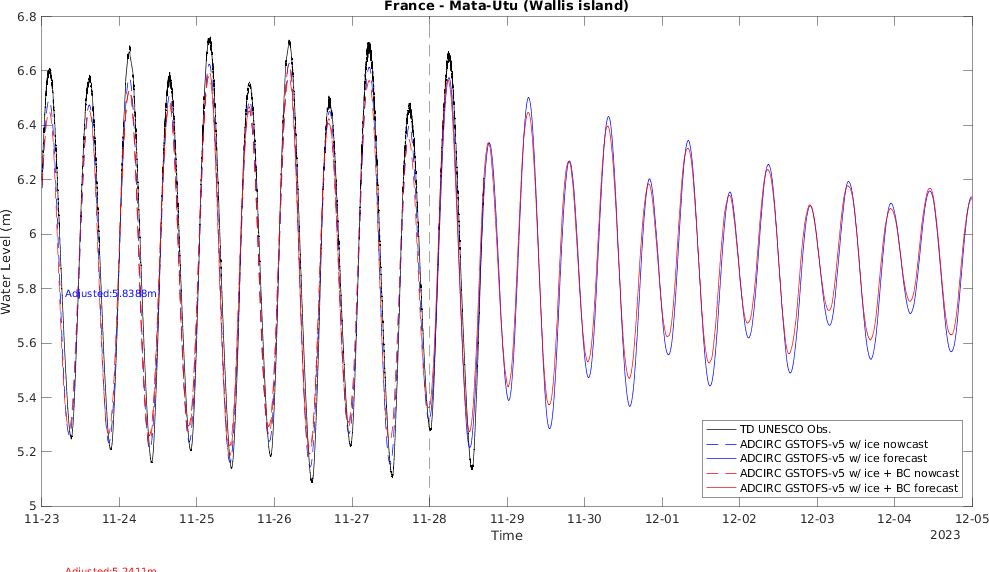 France - Mata-Utu (Wallis island)
6.8
6.6
6.4
6.2
6
5.8
5.6
5.4
5.2
5
Water Level (m)
Adjusted:5.8388m
TD UNESCO Obs.
ADCIRC GSTOFS-v5 w/ ice nowcast
ADCIRC GSTOFS-v5 w/ ice forecast
ADCIRC GSTOFS-v5 w/ ice + BC nowcast
ADCIRC GSTOFS-v5 w/ ice + BC forecast
11-23 11-24 11-25 11-26 11-27 11-28 11-29 11-30 12-01 12-02 12-03 12-04 12-05
Time
2023
Adjusted:5.2411m